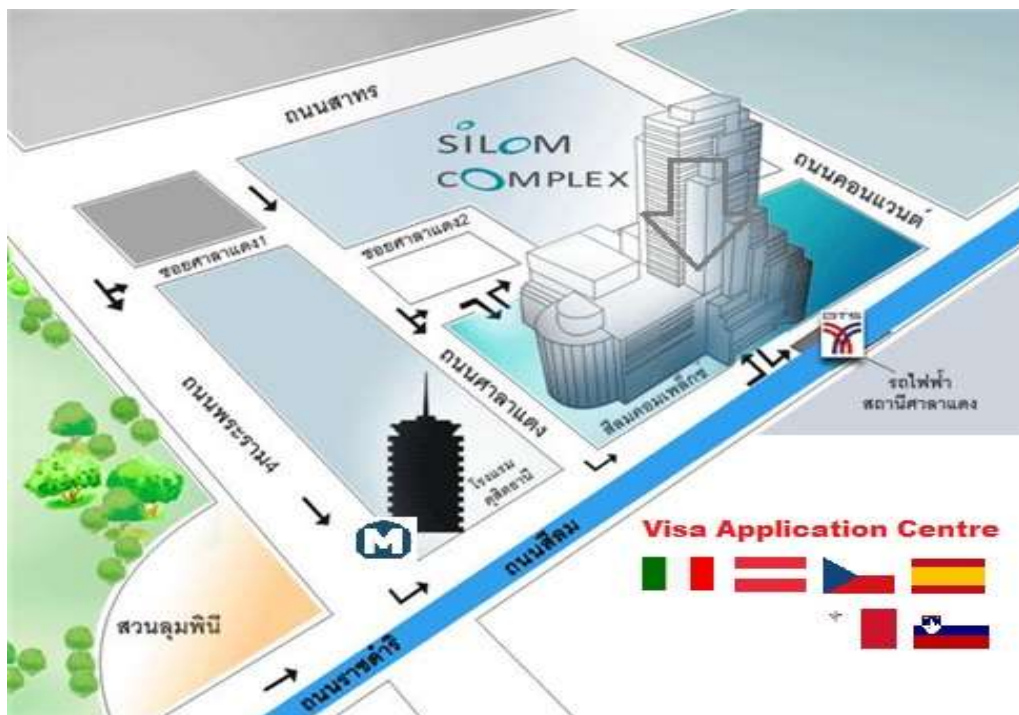 ถนนสาทร
SILOM
COMPLEX
ถนนคอนแวนต์
ซอยศาลาแดง1
ซอยศาลาแดง2
BTS
รถไฟฟ้า
สถานีศาลาแดง
ถนนศาลาแดง
สีลมคอมเพล็กซ
ถนนพระราม4
โรงแรม
ดุสิตธานี
M
ถนนสีลม
Visa Application Centre
สวนลุมพินี
ถนนราชดำริ